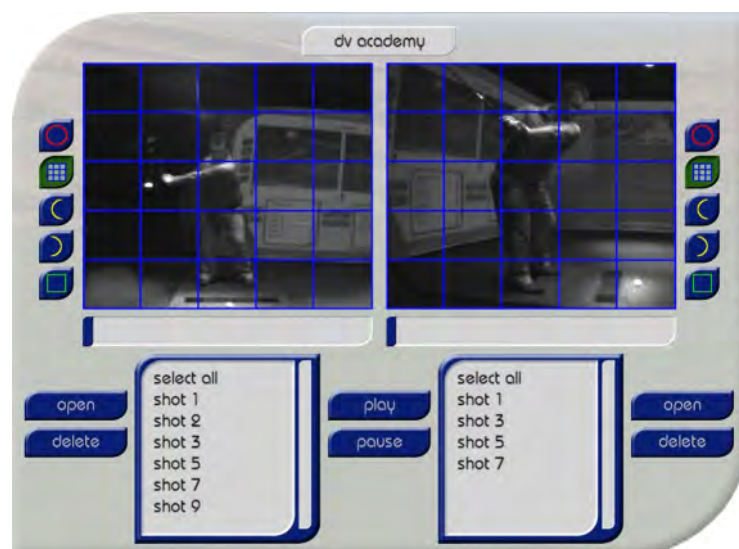 dv academy
open
delete
select all
shot 1
shot 2
shot 3
shot 5
shot 7
shot 9
play
pause
select all
shot 1
shot 3
shot 5
shot 7
open
delete